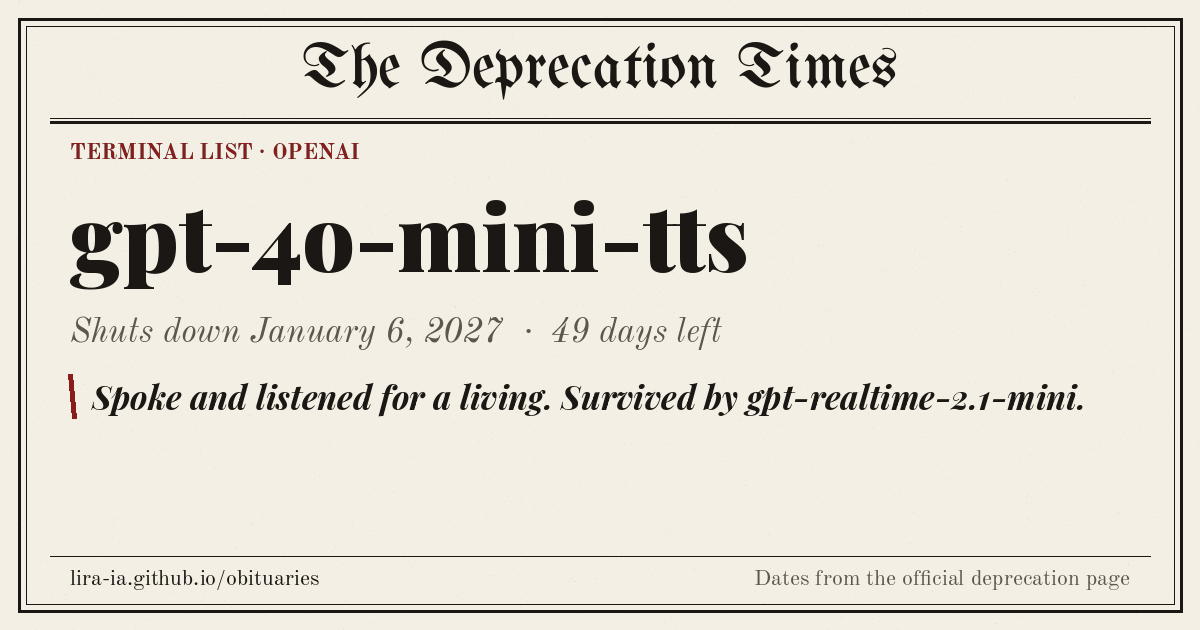 The Deprecation Times
TERMINAL LIST · OPENAI
gpt-4o-mini-tts
Shuts down January 6, 2027 · 49 days left
Spoke and listened for a living. Survived by gpt-realtime-2.1-mini.
lira-ia.github.io/obituaries
Dates from the official deprecation page